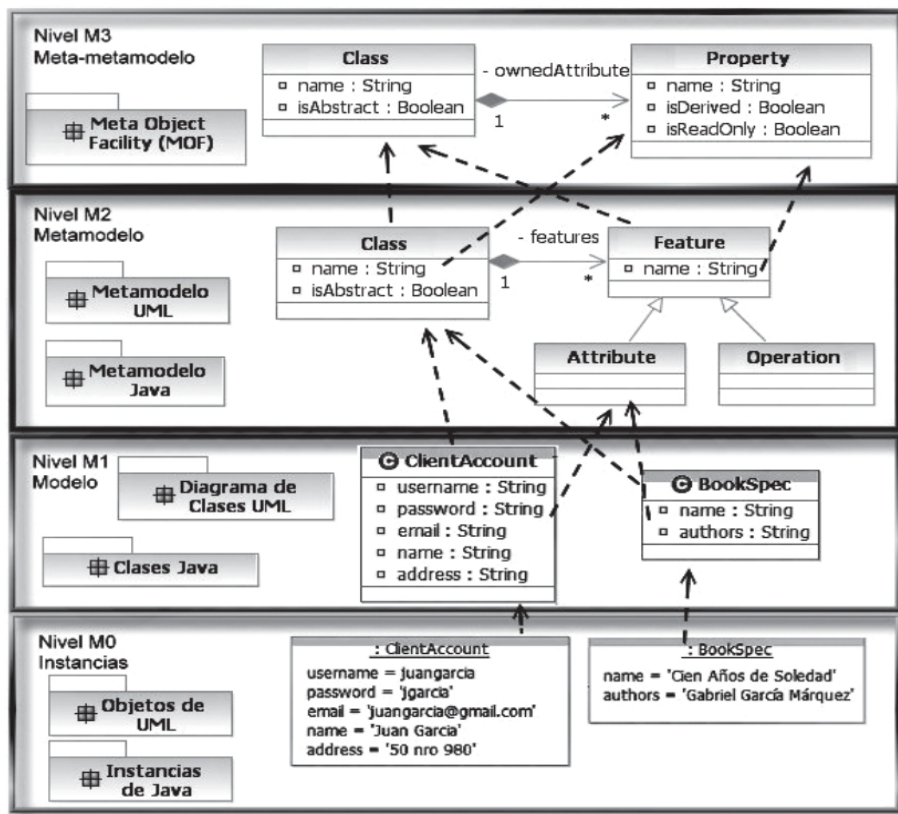 Nivel M3
Meta-metamodelo
Meta Object
Facility (MOF)
Class
name : String
isAbstract : Boolean
- ownedAttribute
1
*
Property
name : String
isDerived : Boolean
isReadOnly : Boolean
Nivel M2
Metamodelo
Metamodelo
UML
Metamodelo
Java
Class
name : String
isAbstract : Boolean
- features
1
*
Feature
name : String
Attribute
Operation
Nivel M1
Modelo
Diagrama de
Clases UML
Clases Java
C ClientAccount
username : String
password : String
email : String
name : String
address : String
C BookSpec
name : String
authors : String
Nivel M0
Instancias
Objetos de
UML
Instancias
de Java
: ClientAccount
username = juangarcia
password = 'jgarcia'
email = 'juangarcia@gmail.com'
name = 'Juan Garcia'
address = '50 nro 980'
: BookSpec
name = 'Cien Años de Soledad'
authors = 'Gabriel García Márquez'